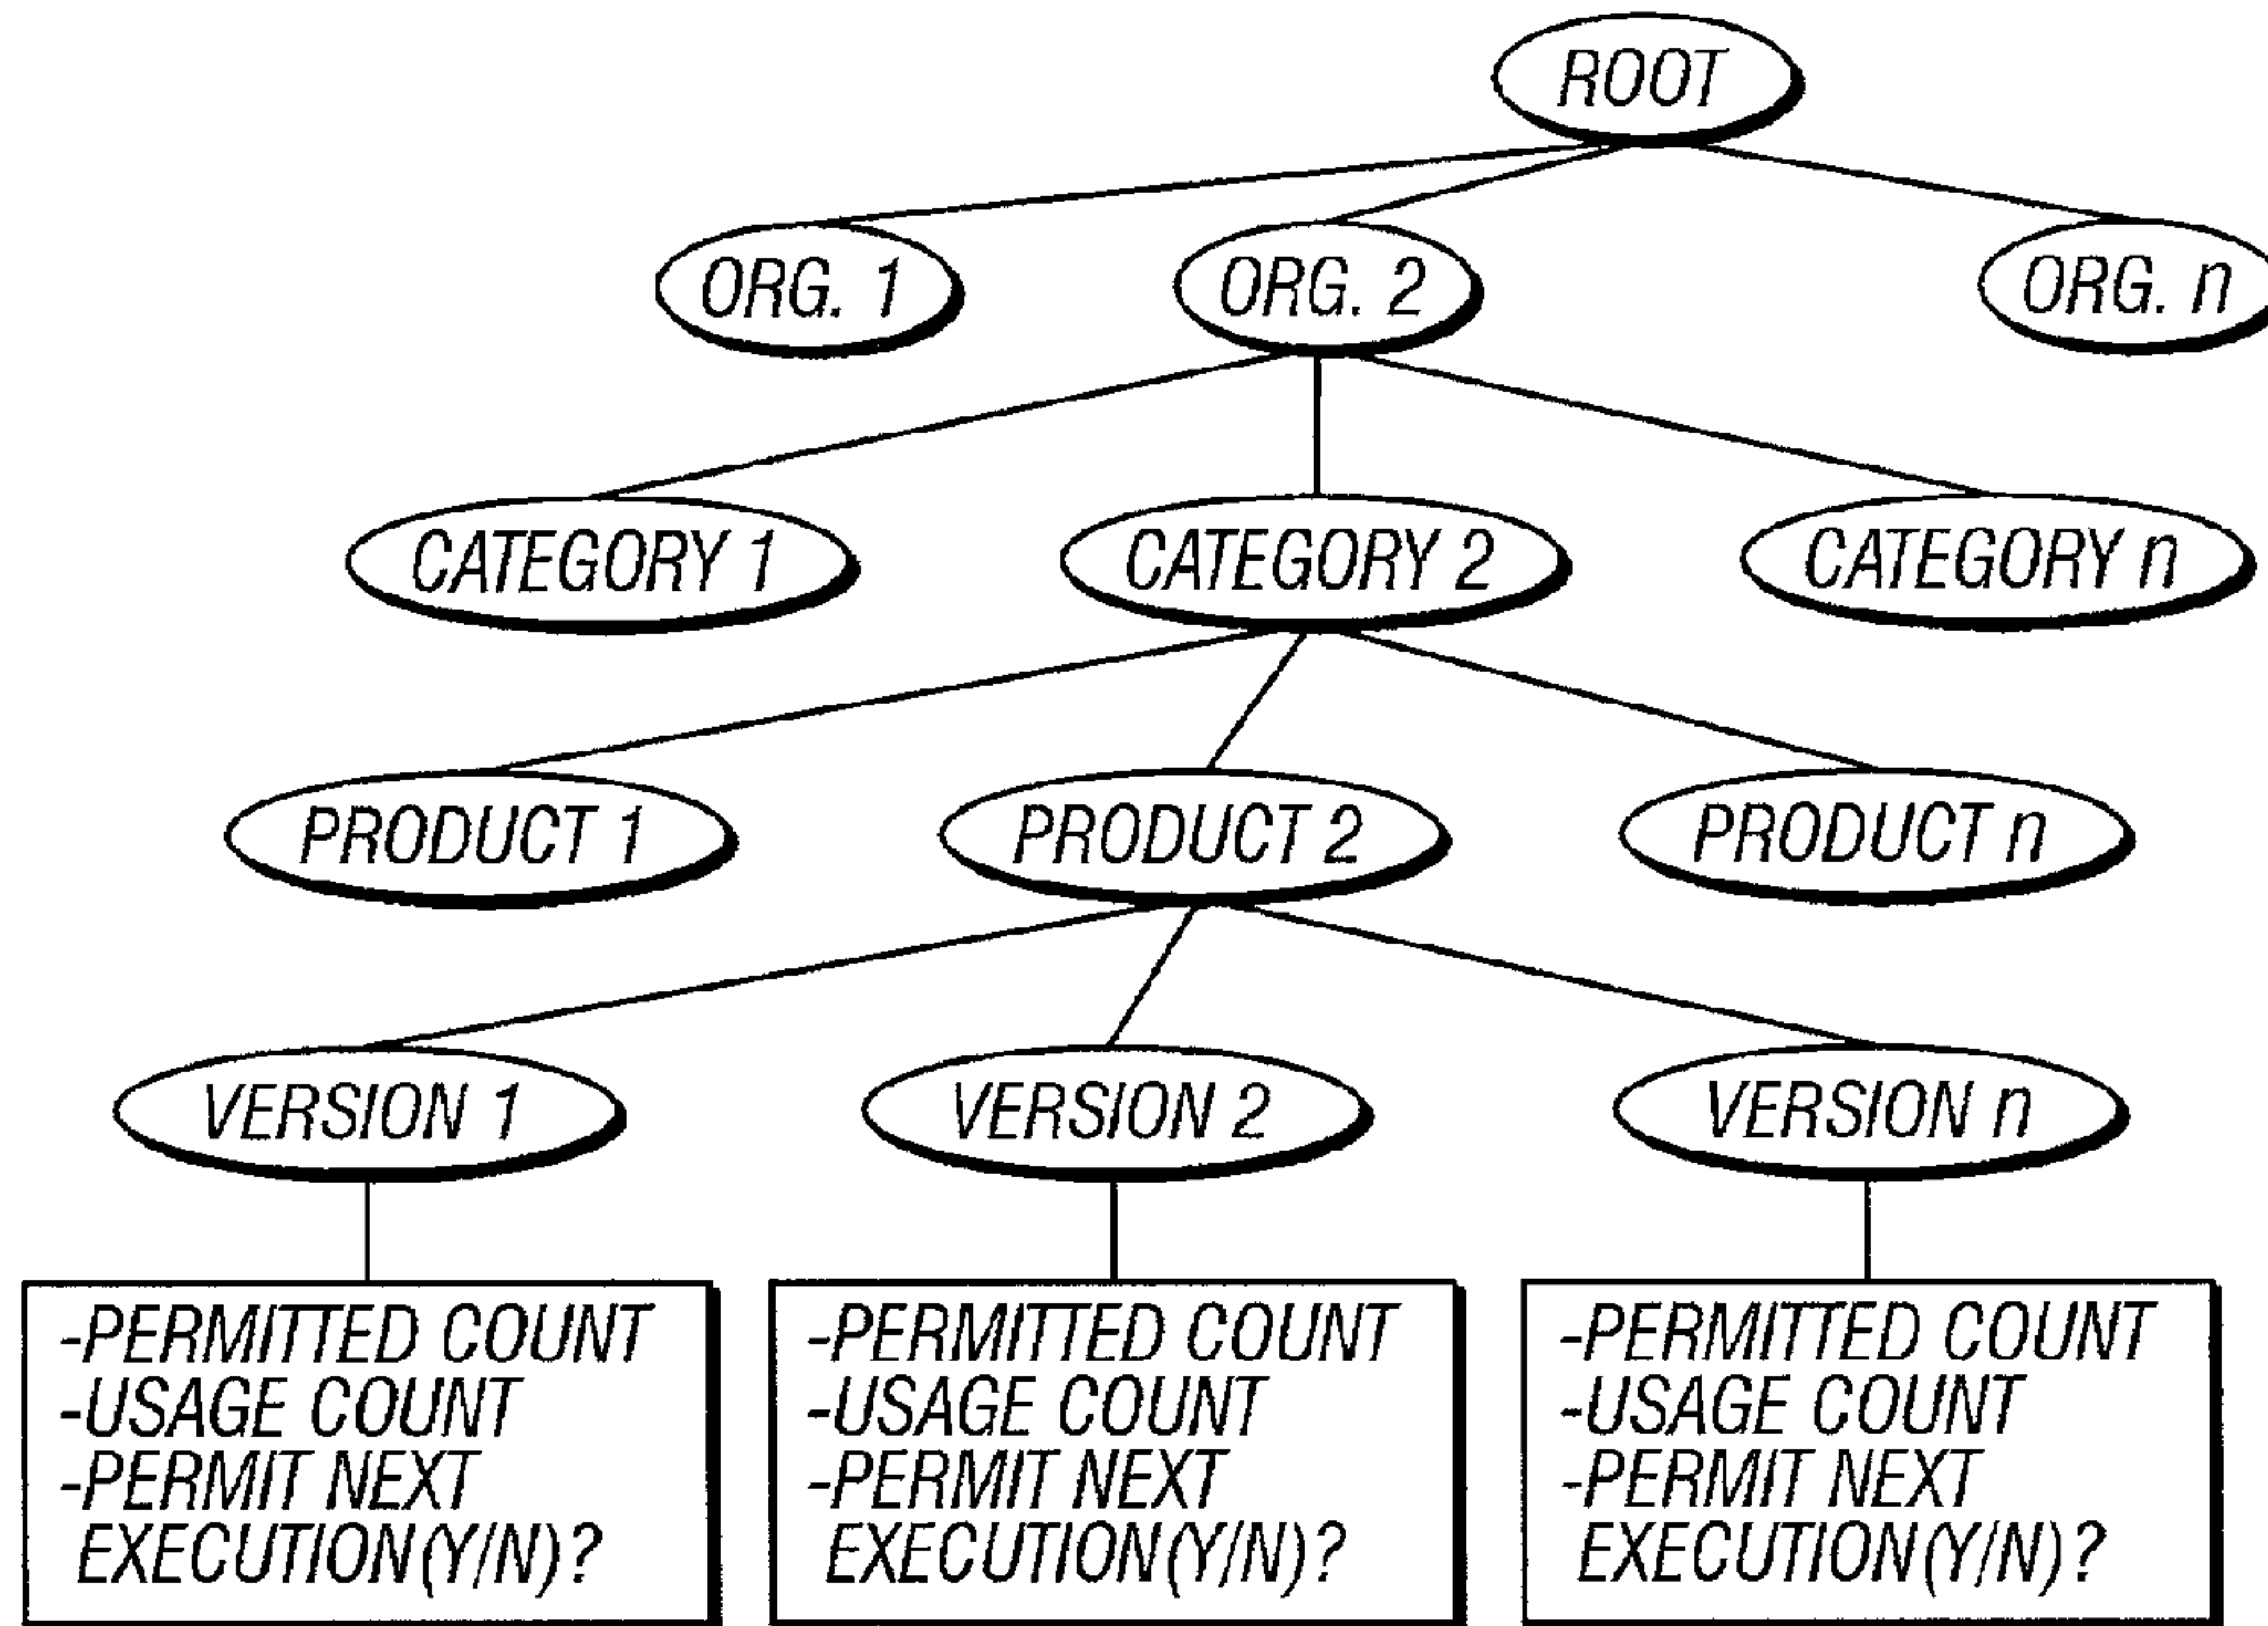 ROOT
ORG. 1
ORG. 2
ORG. n
CATEGORY 1
CATEGORY 2
CATEGORY n
PRODUCT 1
PRODUCT 2
PRODUCT n
VERSION 1
VERSION 2
VERSION n
-PERMITTED COUNT
-USAGE COUNT
-PERMIT NEXT
EXECUTION(Y/N)?
-PERMITTED COUNT
-USAGE COUNT
-PERMIT NEXT
EXECUTION(Y/N)?
-PERMITTED COUNT
-USAGE COUNT
-PERMIT NEXT
EXECUTION(Y/N)?